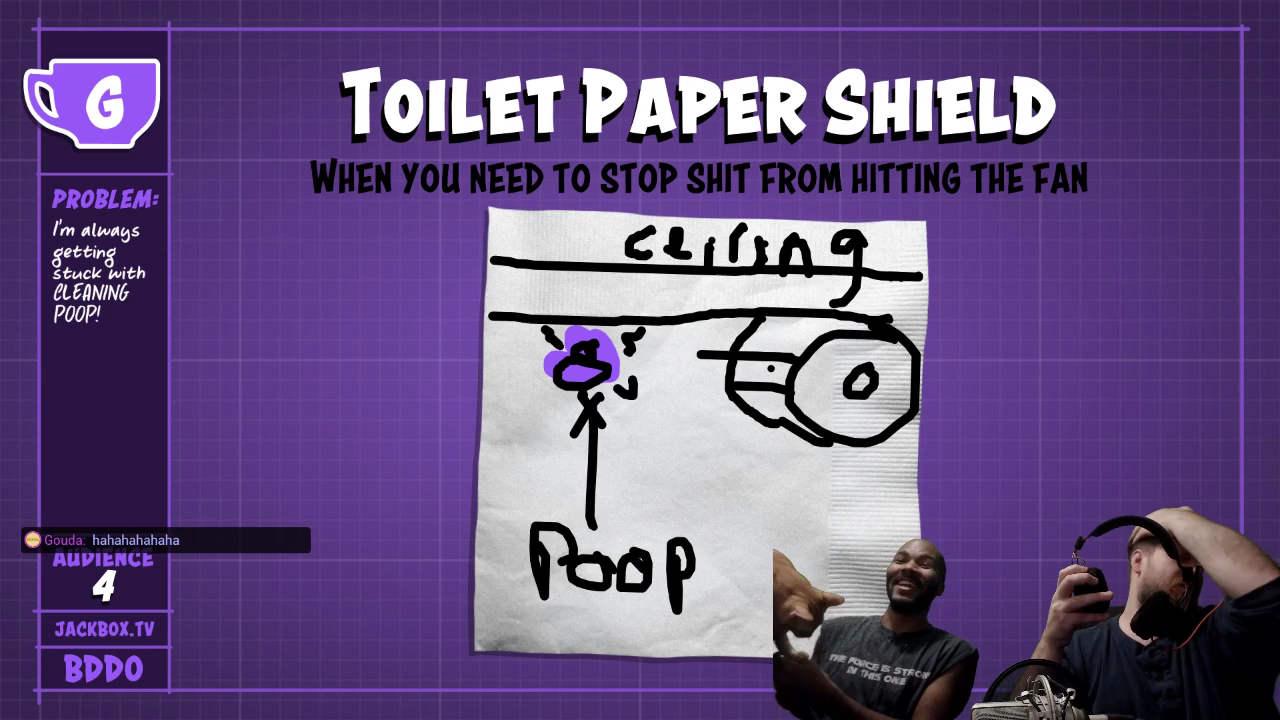 G
TOILET PAPER SHIELD
WHEN YOU NEED TO STOP SHIT FROM HITTING THE FAN
PROBLEM:
I'm always
getting
stuck with
CLEANING
POOP!
ceiling
Poop
Gouda: hahahahahaha
AUDIENCE
4
JACKBOX.TV
BDDO
THE FORCE IS STRONG
IN THIS ONE